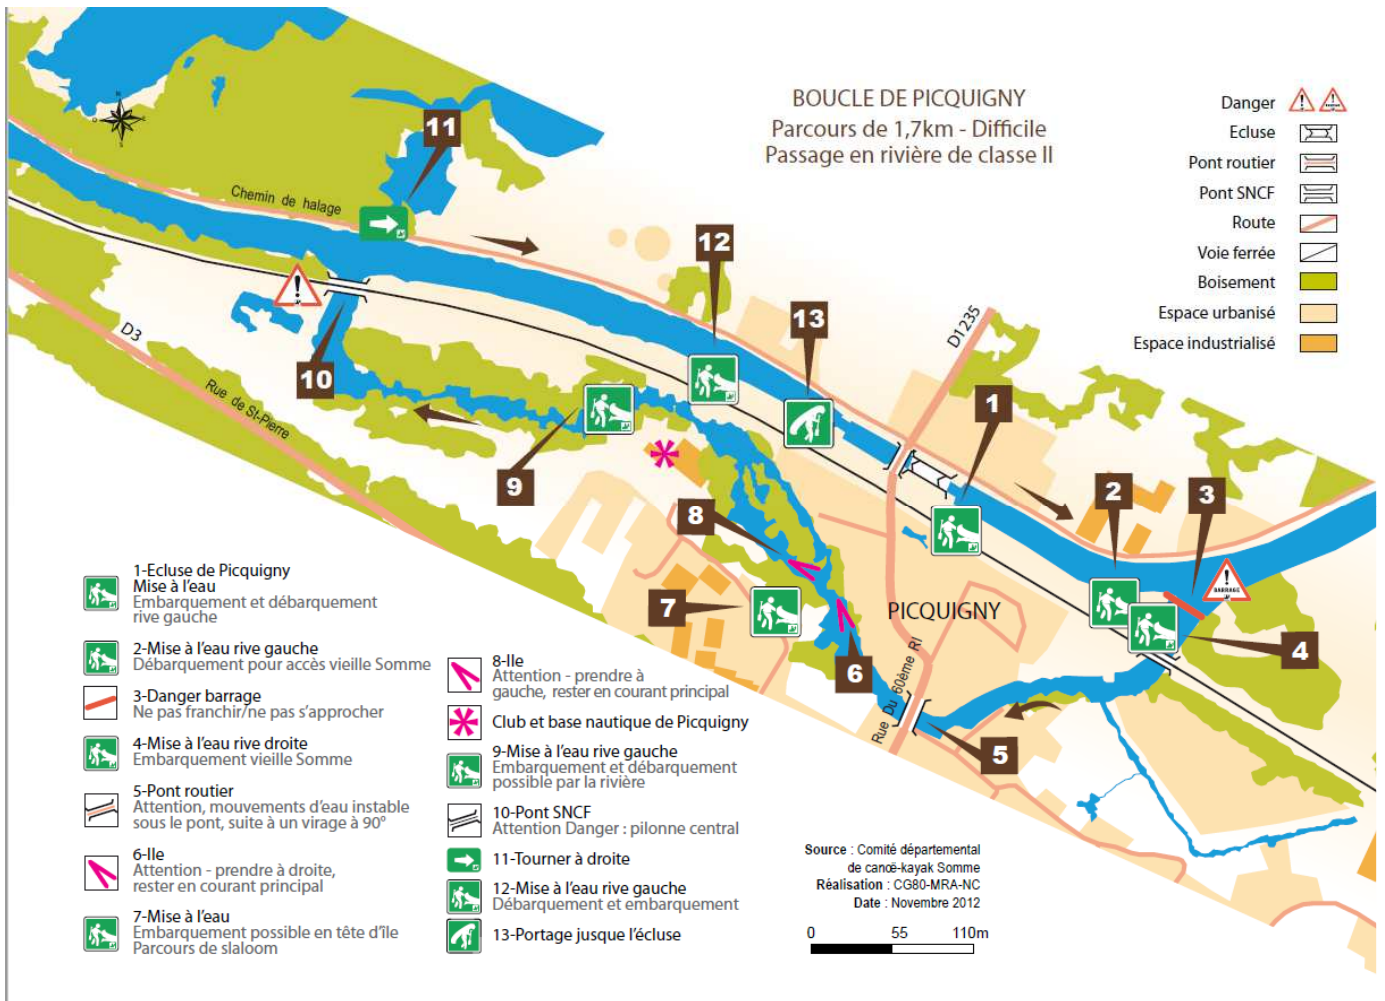 BOUCLE DE PICQUIGNY
Parcours de 1,7km - Difficile
Passage en rivière de classe II
Danger
BARRAGE
Ecluse
Pont routier
Pont SNCF
Route
Voie ferrée
Boisement
Espace urbanisé
Espace industrialisé
N
O
E
S
11
Chemin de halage
12
13
D1235
D3
10
Rue de St-Pierre
9
1
2
3
8
BARRAGE
7
PICQUIGNY
4
6
Rue Du 60ème RI
5
1-Ecluse de Picquigny
Mise à l'eau
Embarquement et débarquement
rive gauche
2-Mise à l'eau rive gauche
Débarquement pour accès vieille Somme
3-Danger barrage
Ne pas franchir/ne pas s'approcher
4-Mise à l'eau rive droite
Embarquement vieille Somme
5-Pont routier
Attention, mouvements d'eau instable
sous le pont, suite à un virage à 90°
6-Ile
Attention - prendre à droite,
rester en courant principal
7-Mise à l'eau
Embarquement possible en tête d'île
Parcours de slaloom
8-Ile
Attention - prendre à
gauche, rester en courant principal
Club et base nautique de Picquigny
9-Mise à l'eau rive gauche
Embarquement et débarquement
possible par la rivière
10-Pont SNCF
Attention Danger : pilonne central
11-Tourner à droite
12-Mise à l'eau rive gauche
Débarquement et embarquement
13-Portage jusque l'écluse
Source : Comité départemental
de canoë-kayak Somme
Réalisation : CG80-MRA-NC
Date : Novembre 2012
0 55 110m